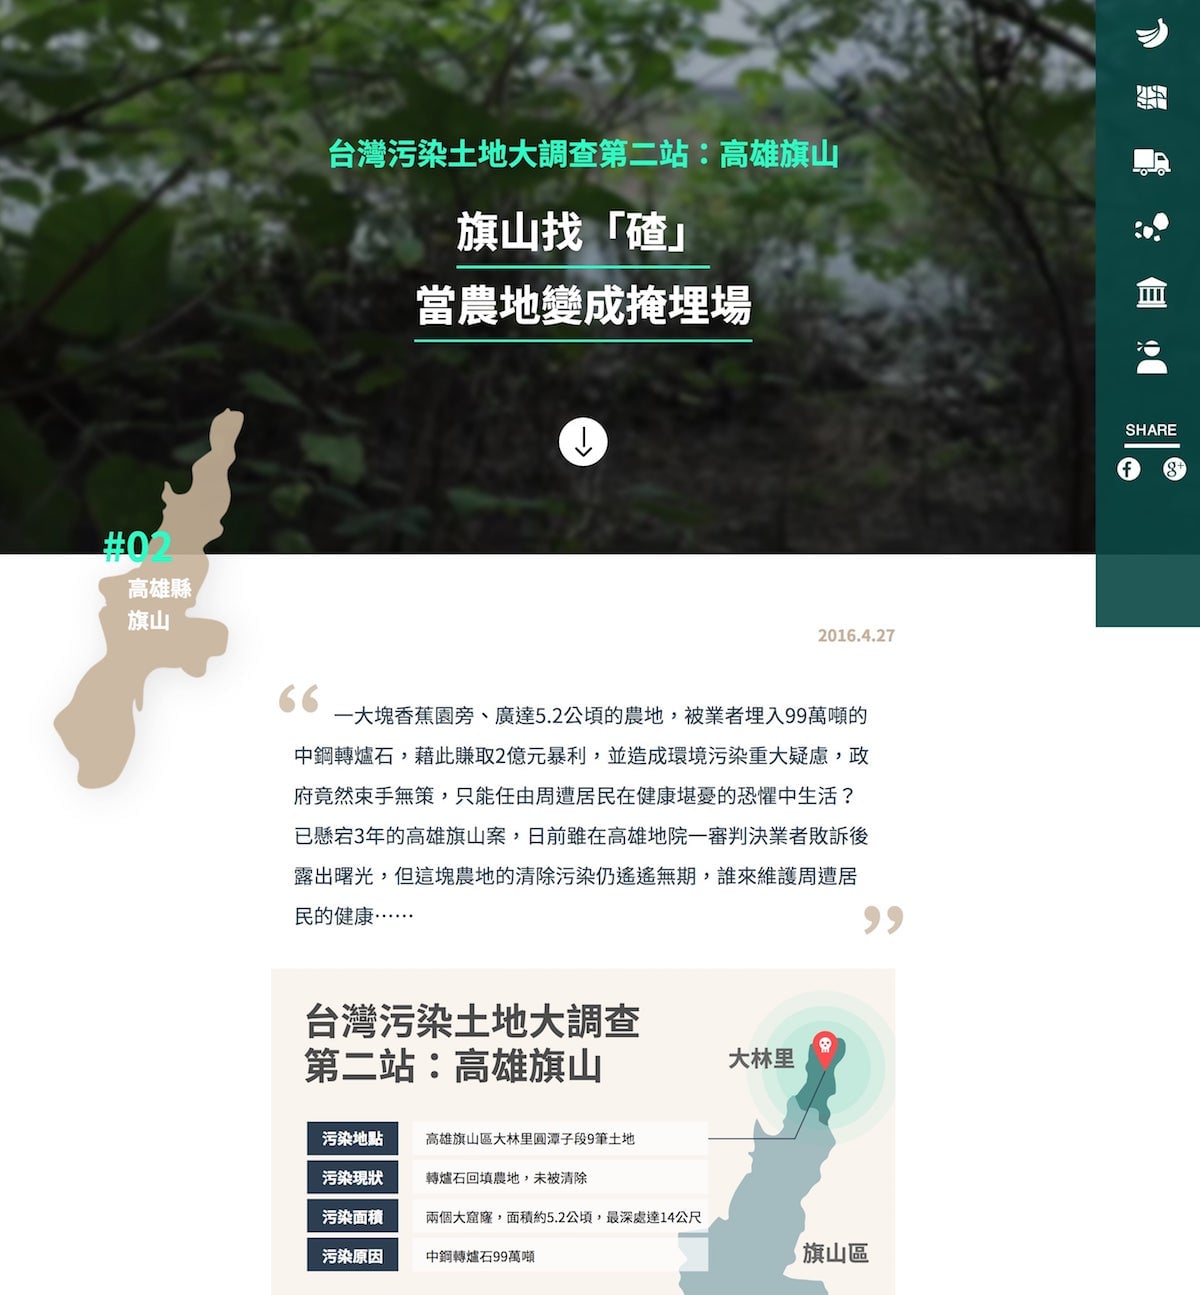 台灣污染土地大調查第二站：高雄旗山
旗山找「碴」
當農地變成掩埋場
SHARE
#02
高雄縣
旗山
2016.4.27
“
一大塊香蕉園旁、廣達5.2公頃的農地，被業者埋入99萬噸的
中鋼轉爐石，藉此賺取2億元暴利，並造成環境污染重大疑慮，政
府竟然束手無策，只能任由周遭居民在健康堪憂的恐懼中生活？
已懸宕3年的高雄旗山案，日前雖在高雄地院一審判決業者敗訴後
露出曙光，但這塊農地的清除污染仍遙遙無期，誰來維護周遭居
民的健康……
”
台灣污染土地大調查
第二站：高雄旗山
大林里
污染地點 高雄旗山區大林里圓潭子段9筆土地
污染現狀 轉爐石回填農地，未被清除
污染面積 兩個大窟窿，面積約5.2公頃，最深處達14公尺
污染原因 中鋼轉爐石99萬噸
旗山區